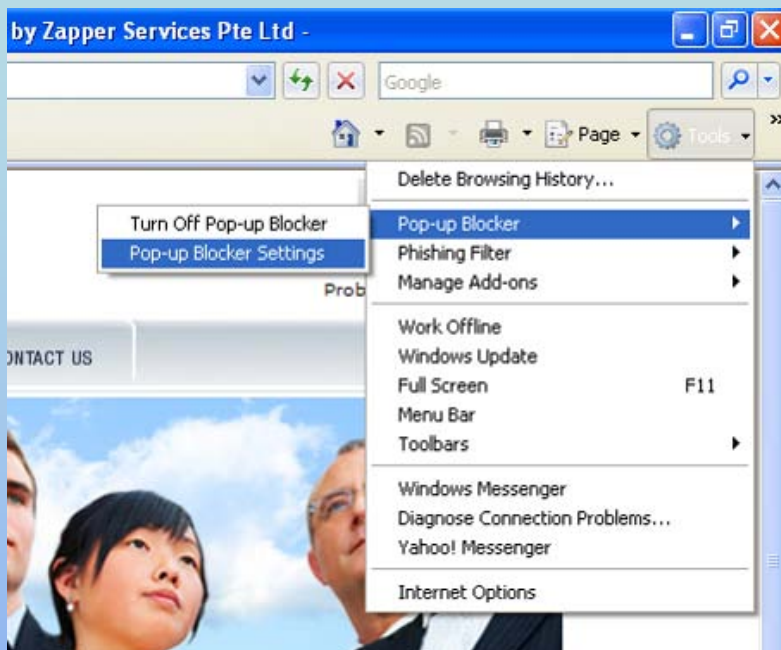 by Zapper Services Pte Ltd -
Google
Page Tools
Delete Browsing History...
Turn Off Pop-up Blocker
Pop-up Blocker Settings
Pop-up Blocker
Phishing Filter
Manage Add-ons
Prob
Work Offline
Windows Update
Full Screen F11
Menu Bar
Toolbars
ONTACT US
Windows Messenger
Diagnose Connection Problems...
Yahoo! Messenger
Internet Options